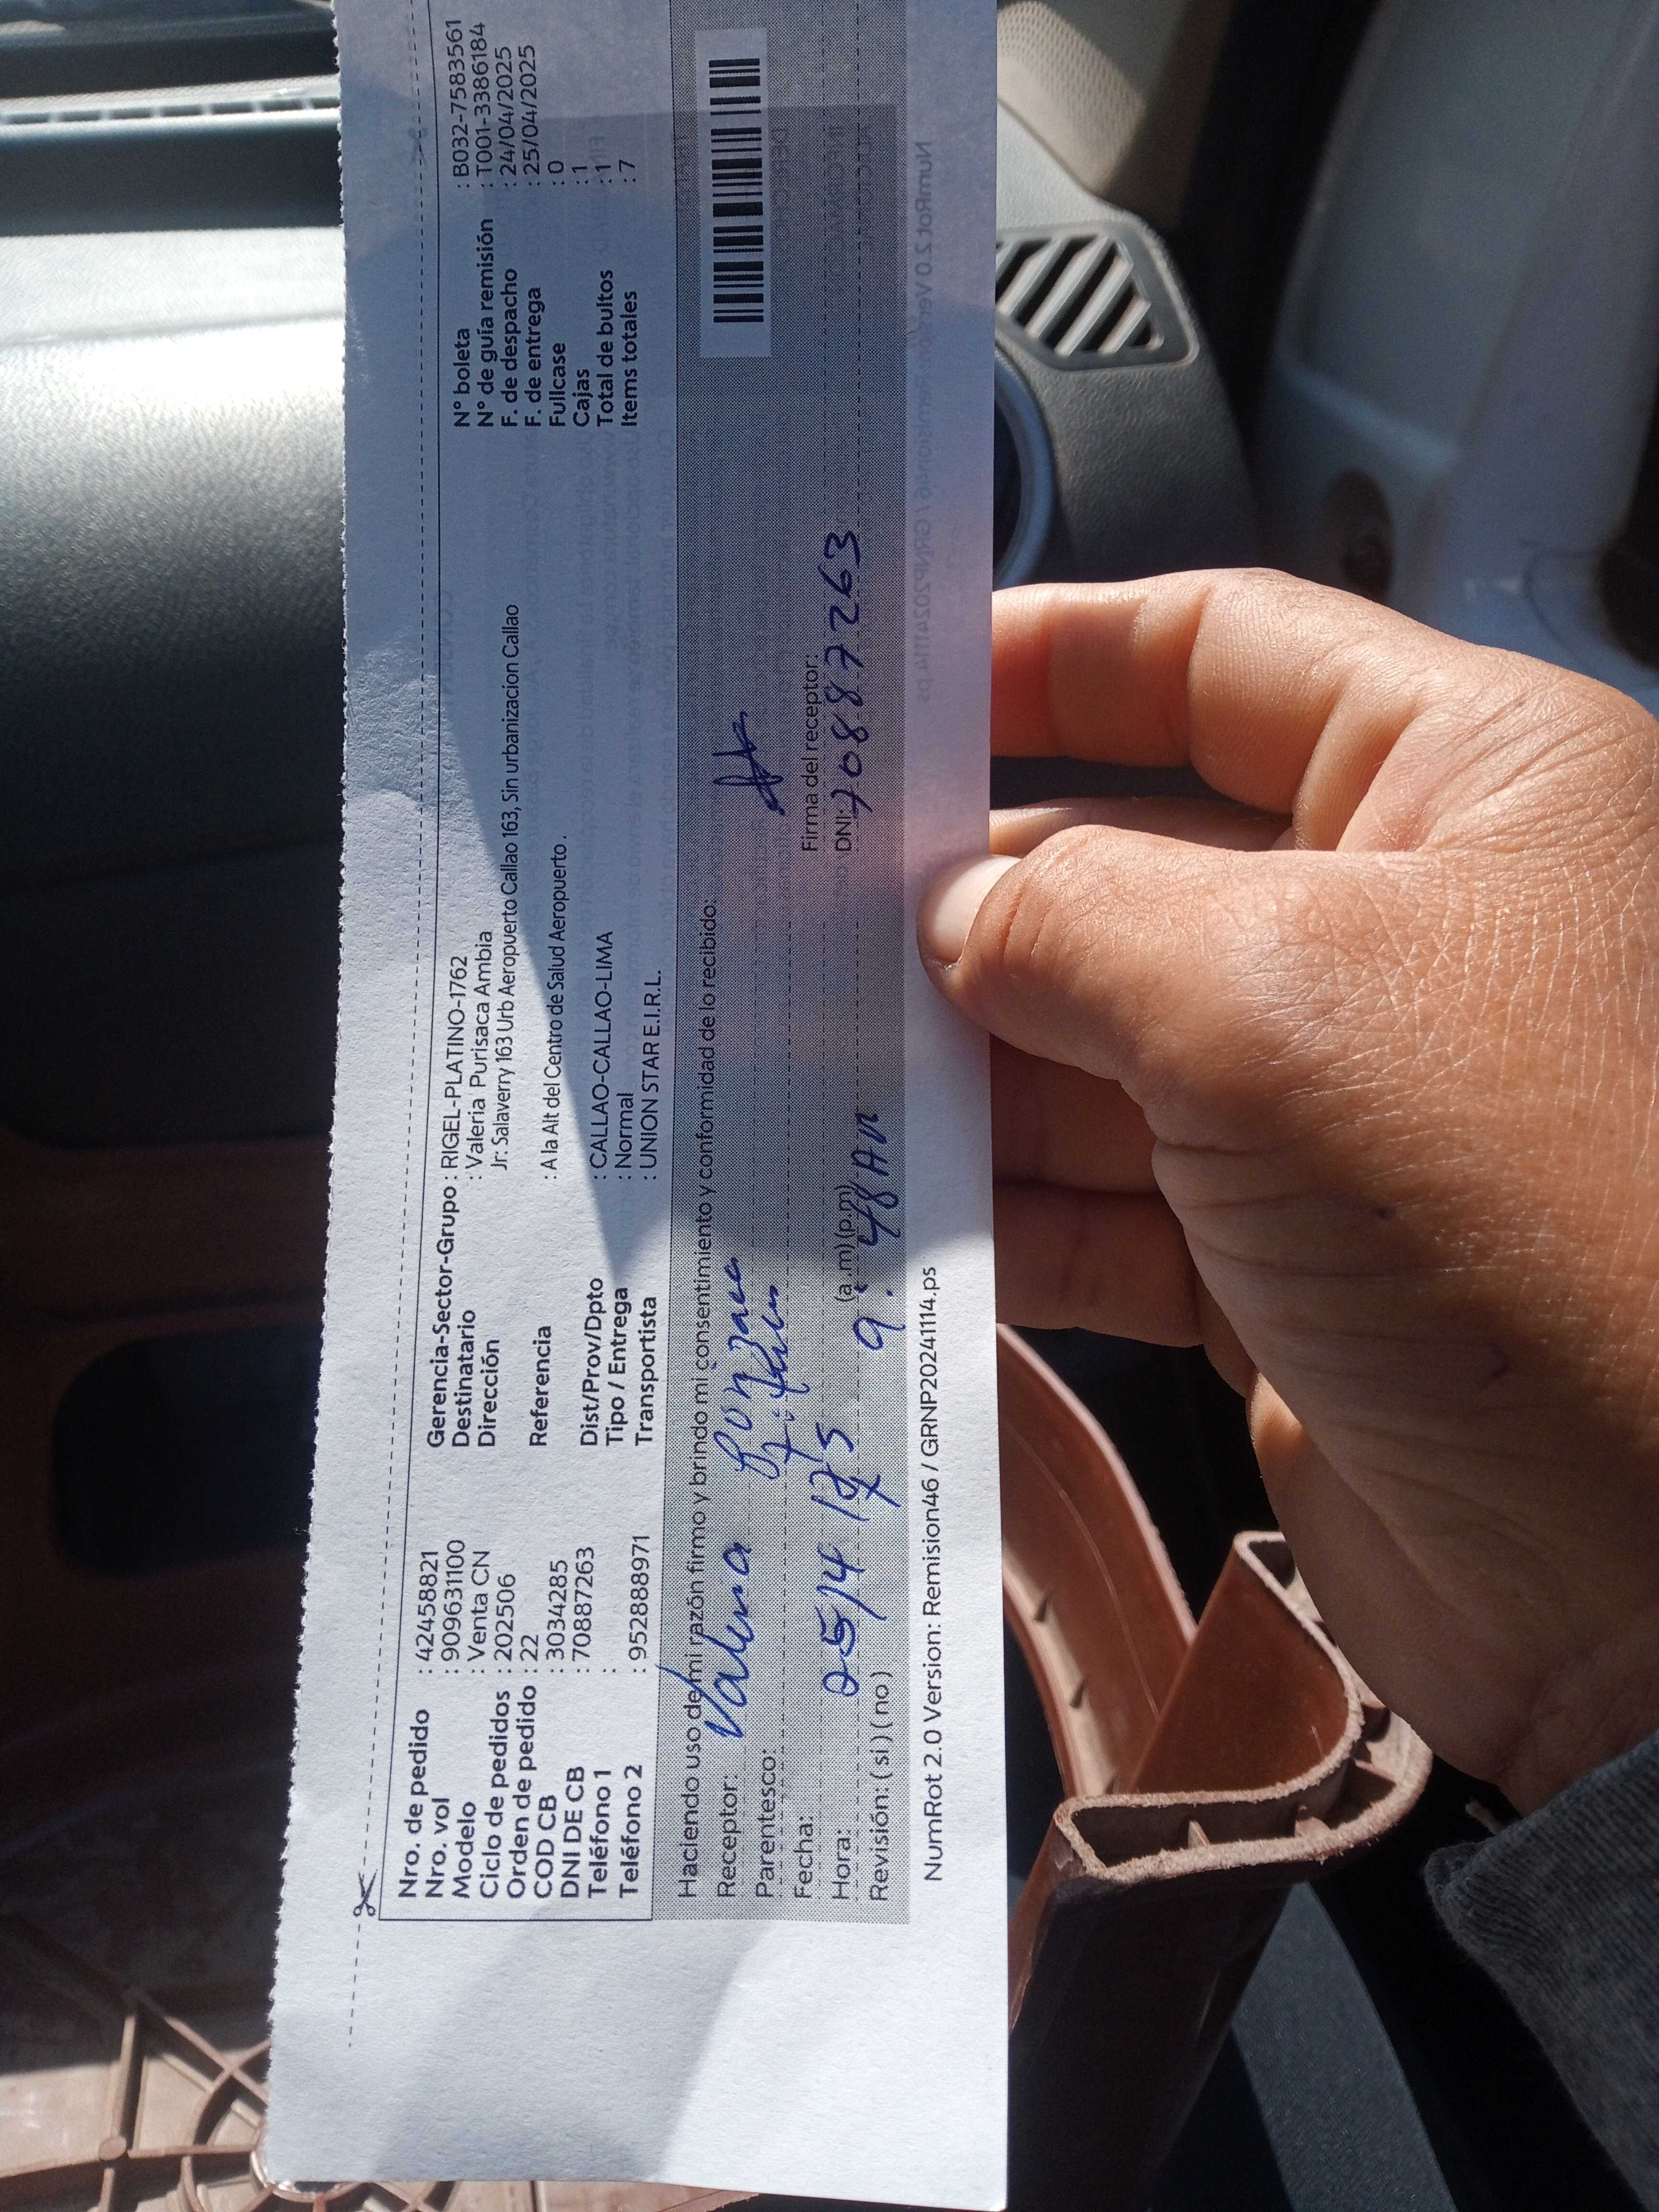 Nro. de pedido : 42458821
Nro. vol : 909631100
Modelo : Venta CN
Ciclo de pedidos : 202506
Orden de pedido : 22
COD CB : 3034285
DNI DE CB : 70887263
Teléfono 1 :
Teléfono 2 : 952888971
Gerencia-Sector-Grupo : RIGEL-PLATINO-1762
Destinatario : Valeria Purisaca Ambia
Dirección Jr: Salaverry 163 Urb Aeropuerto Callao 163, Sin urbanizacion Callao
Referencia : A la Alt del Centro de Salud Aeropuerto .
Dist/Prov/Dpto : CALLAO-CALLAO-LIMA
Tipo / Entrega : Normal
Transportista : UNION STAR E.I.R.L.
N° boleta : B032-7583561
N° de guía remisión : T001-3386184
F. de despacho : 24/04/2025
F. de entrega : 25/04/2025
Fullcase : 0
Cajas : 1
Total de bultos : 1
Items totales : 7
Haciendo uso de mi razón firmo y brindo mi consentimiento y conformidad de lo recibido:
Receptor: Valeria
Parentesco:
Fecha:
Firma del receptor:
Hora: 9:48 AM (a.m) (p.m)
DNI: 70887263
Revisión: ( si ) ( no )
NumRot 2.0 Version: Remision46 / GRNP20241114.ps